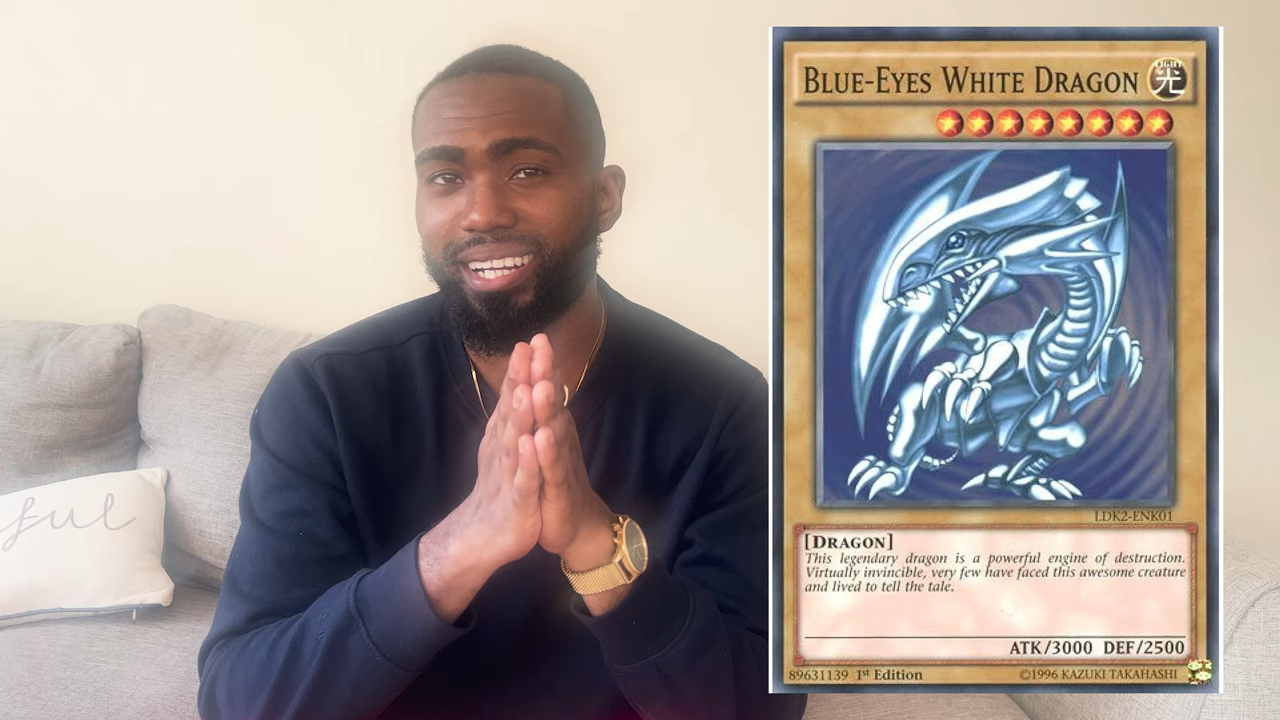 BLUE-EYES WHITE DRAGON
LIGHT
光
LDK2-ENK01
[DRAGON]
This legendary dragon is a powerful engine of destruction.
Virtually invincible, very few have faced this awesome creature
and lived to tell the tale.
ATK/3000 DEF/2500
89631139 1st Edition ©1996 KAZUKI TAKAHASHI
ful